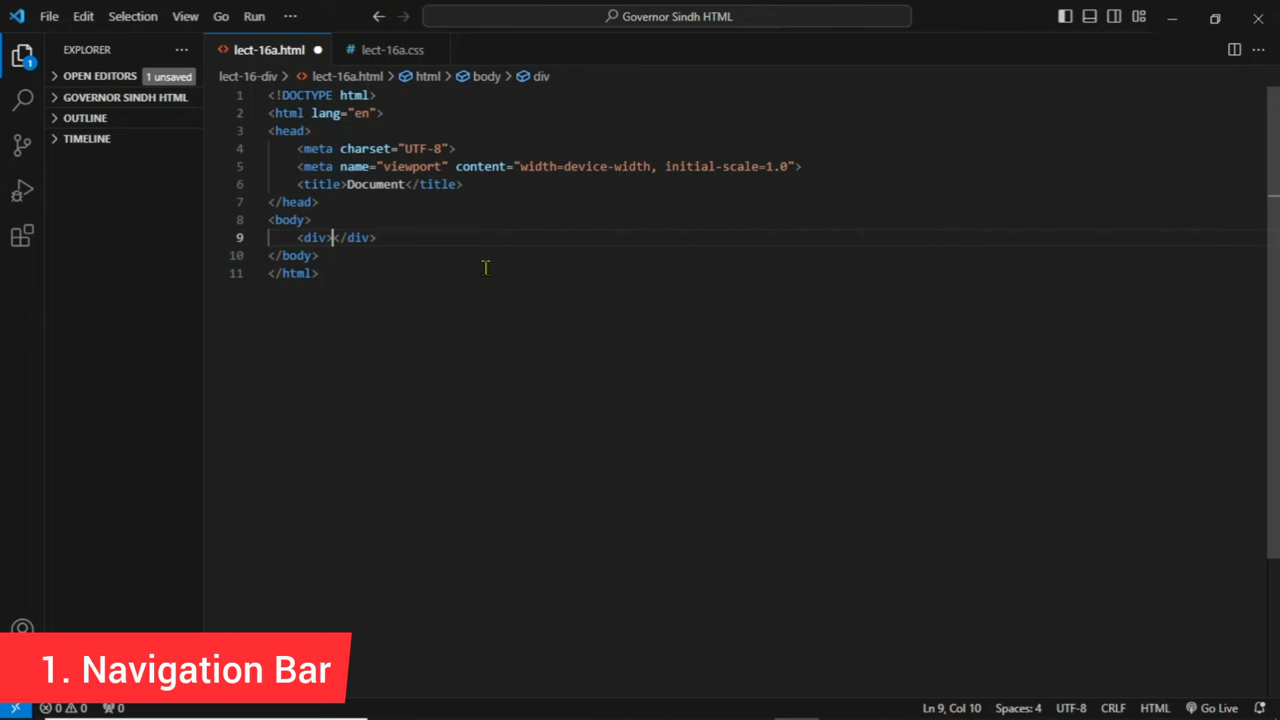 File Edit Selection View Go Run ··· Governor Sindh HTML
EXPLORER ··· lect-16a.html # lect-16a.css ···
OPEN EDITORS 1 unsaved
GOVERNOR SINDH HTML
OUTLINE
TIMELINE
1
lect-16-div > lect-16a.html > html > body > div
1 <!DOCTYPE html>
2 <html lang="en">
3 <head>
4 <meta charset="UTF-8">
5 <meta name="viewport" content="width=device-width, initial-scale=1.0">
6 <title>Document</title>
7 </head>
8 <body>
9 <div></div>
10 </body>
11 </html>
1. Navigation Bar
0 0 0 Ln 9, Col 10 Spaces: 4 UTF-8 CRLF HTML Go Live